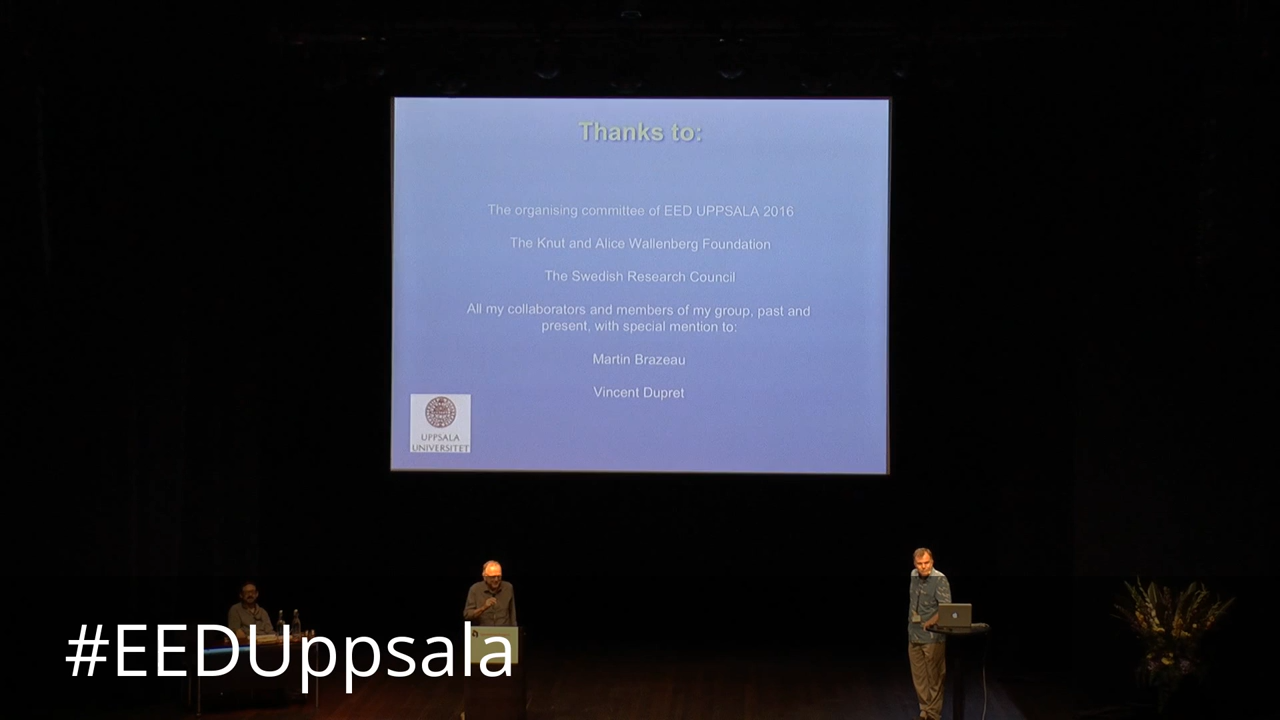 Thanks to:
The organising committee of EED UPPSALA 2016
The Knut and Alice Wallenberg Foundation
The Swedish Research Council
All my collaborators and members of my group, past and
present, with special mention to:
Martin Brazeau
Vincent Dupret
UPPSALA
UNIVERSITET
#EEDUppsala